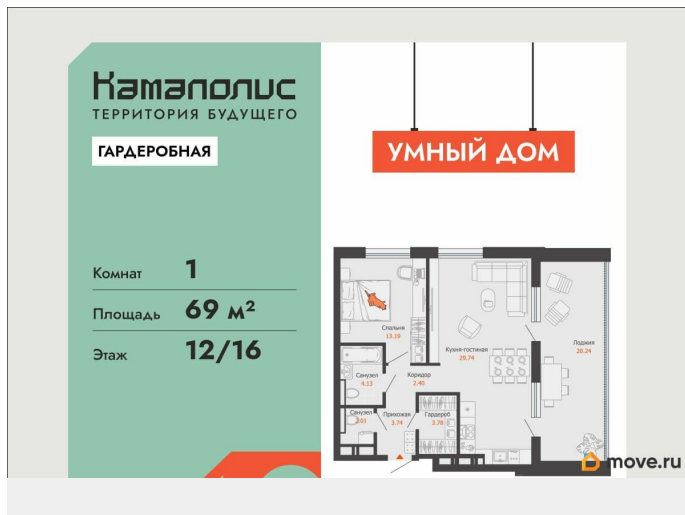 Камаполис
ТЕРРИТОРИЯ БУДУЩЕГО
ГАРДЕРОБНАЯ
УМНЫЙ ДОМ
Комнат 1
Площадь 69 м²
Этаж 12/16
Спальня
13.19
Кухня-гостиная
29.74
Лоджия
20.24
Санузел
4.13
Коридор
2.40
Санузел
2.01
Прихожая
3.74
Гардероб
3.78
move.ru